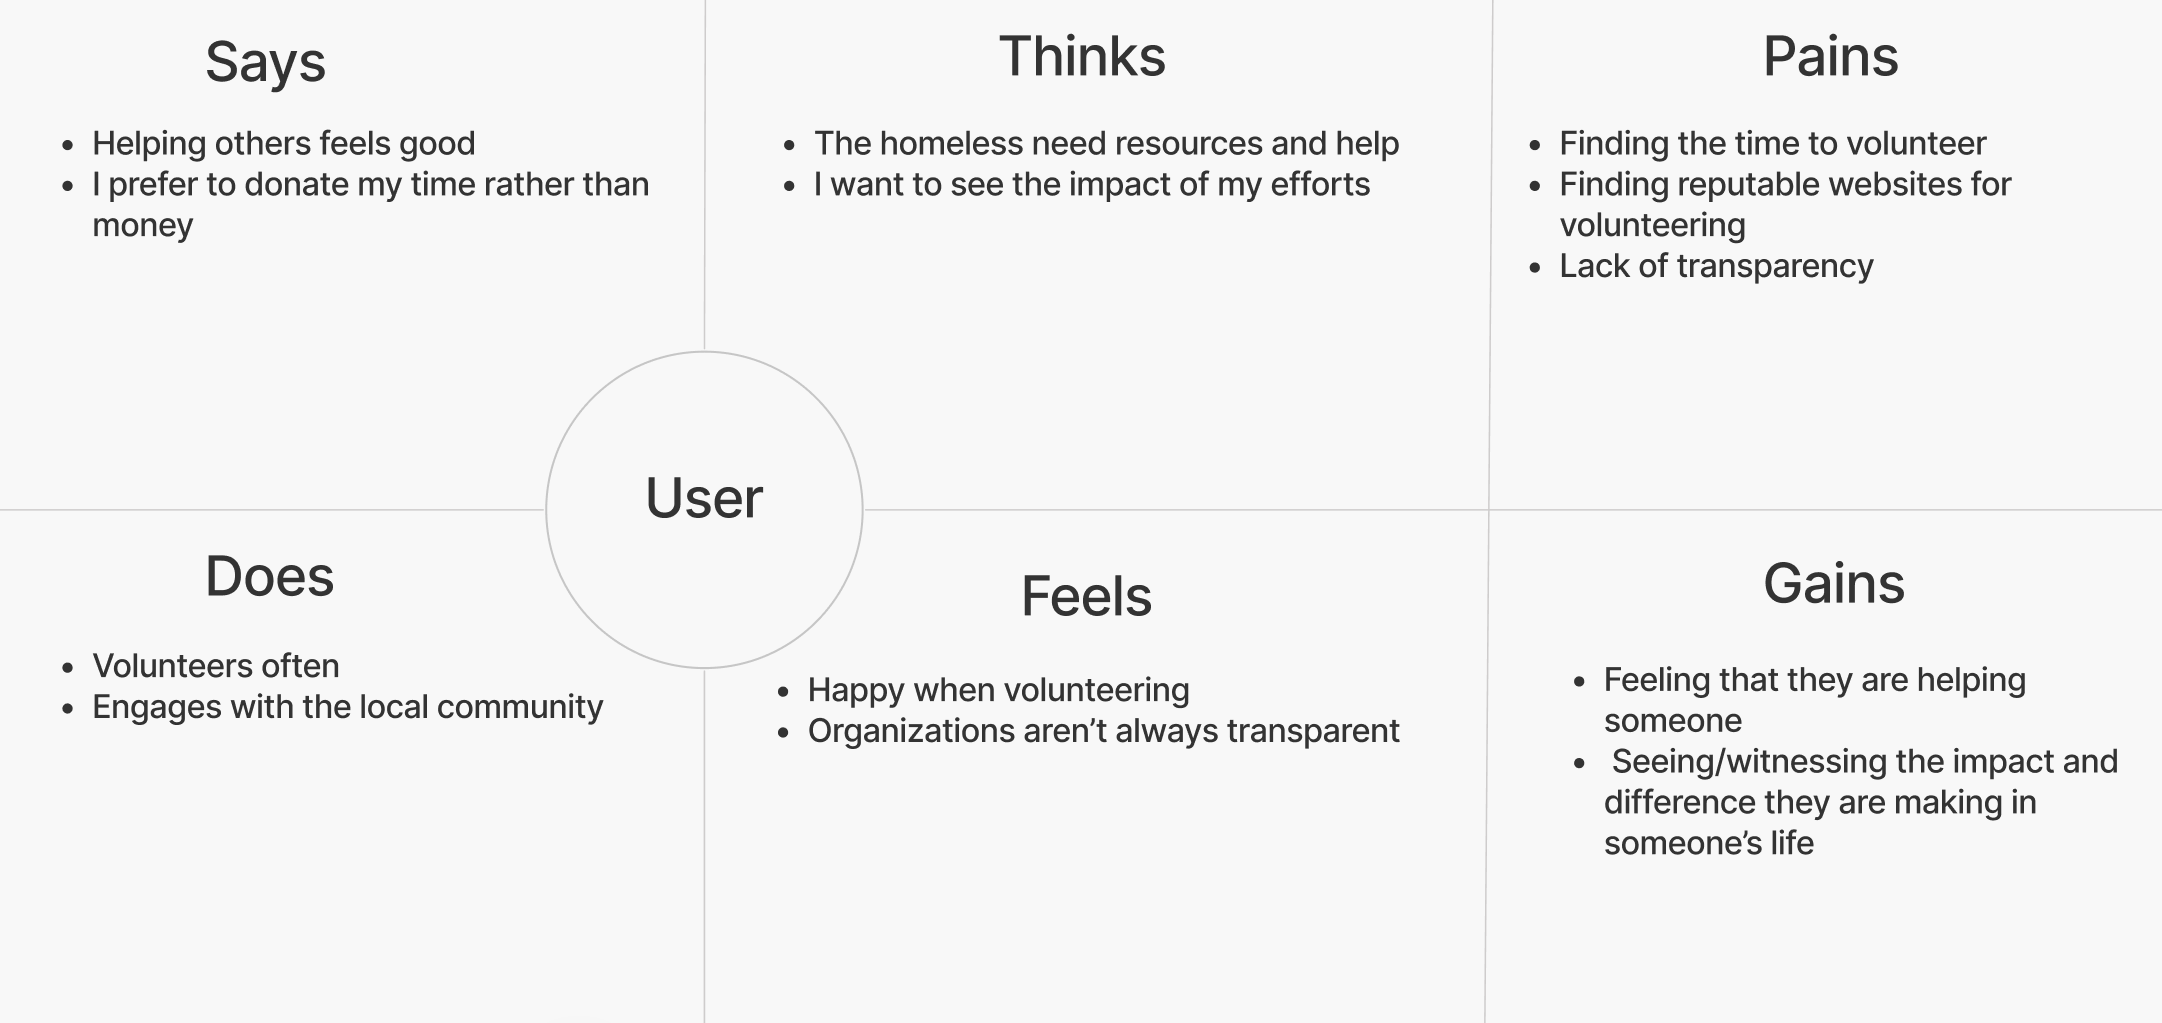 Says
• Helping others feels good
• I prefer to donate my time rather than
money
Thinks
• The homeless need resources and help
• I want to see the impact of my efforts
Pains
• Finding the time to volunteer
• Finding reputable websites for
volunteering
• Lack of transparency
User
Does
• Volunteers often
• Engages with the local community
Feels
• Happy when volunteering
• Organizations aren’t always transparent
Gains
• Feeling that they are helping
someone
• Seeing/witnessing the impact and
difference they are making in
someone’s life